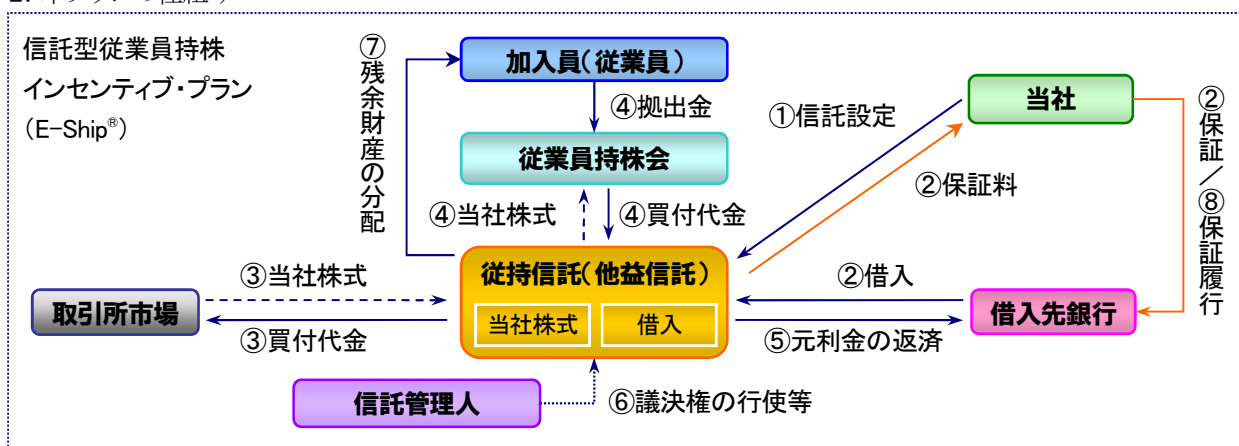 信託型従業員持株
インセンティブ・プラン
（E-Ship®）
⑦残余財産の分配
加入員（従業員）
④拠出金
従業員持株会
④当社株式
④買付代金
①信託設定
当社
②保証料
②保証／⑧保証履行
③当社株式
取引所市場
③買付代金
従持信託（他益信託）
当社株式
借入
②借入
借入先銀行
⑤元利金の返済
信託管理人
⑥議決権の行使等